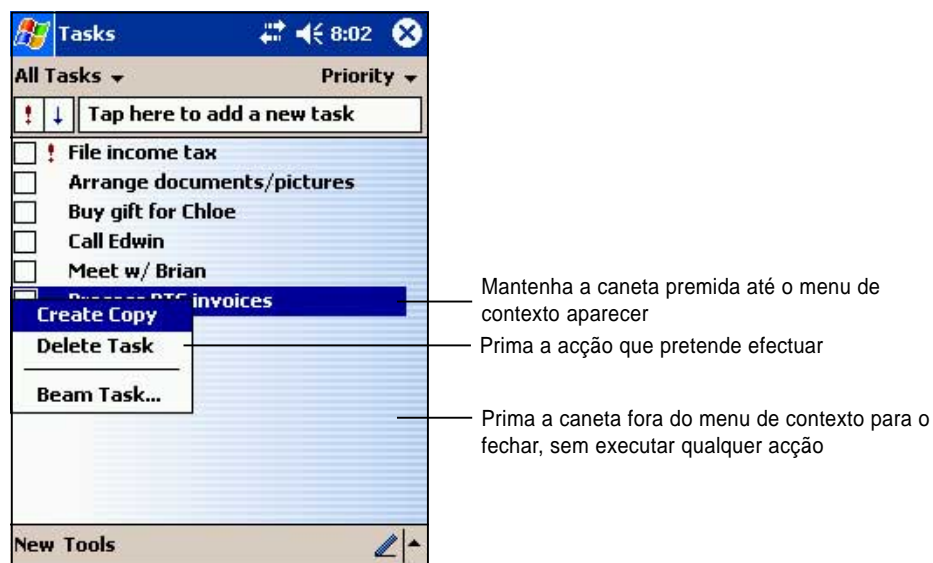 Tasks 8:02
All Tasks Priority
! ↓ Tap here to add a new task
! File income tax
Arrange documents/pictures
Buy gift for Chloe
Call Edwin
Meet w/ Brian
invoices
Create Copy
Delete Task
Beam Task...
New Tools
Mantenha a caneta premida até o menu de
contexto aparecer
Prima a acção que pretende efectuar
Prima a caneta fora do menu de contexto para o
fechar, sem executar qualquer acção